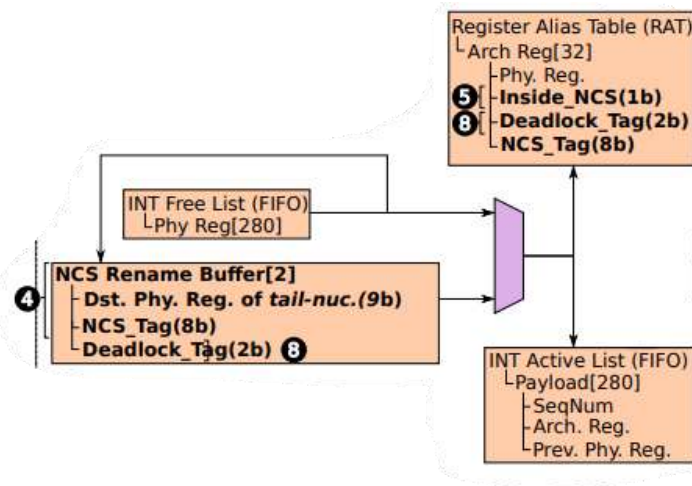 Register Alias Table (RAT)
Arch Reg[32]
Phy. Reg.
5 Inside_NCS(1b)
8 Deadlock_Tag(2b)
NCS_Tag(8b)
INT Free List (FIFO)
Phy Reg[280]
4
NCS Rename Buffer[2]
Dst. Phy. Reg. of tail-nuc.(9b)
NCS_Tag(8b)
Deadlock_Tag(2b) 8
INT Active List (FIFO)
Payload[280]
SeqNum
Arch. Reg.
Prev. Phy. Reg.